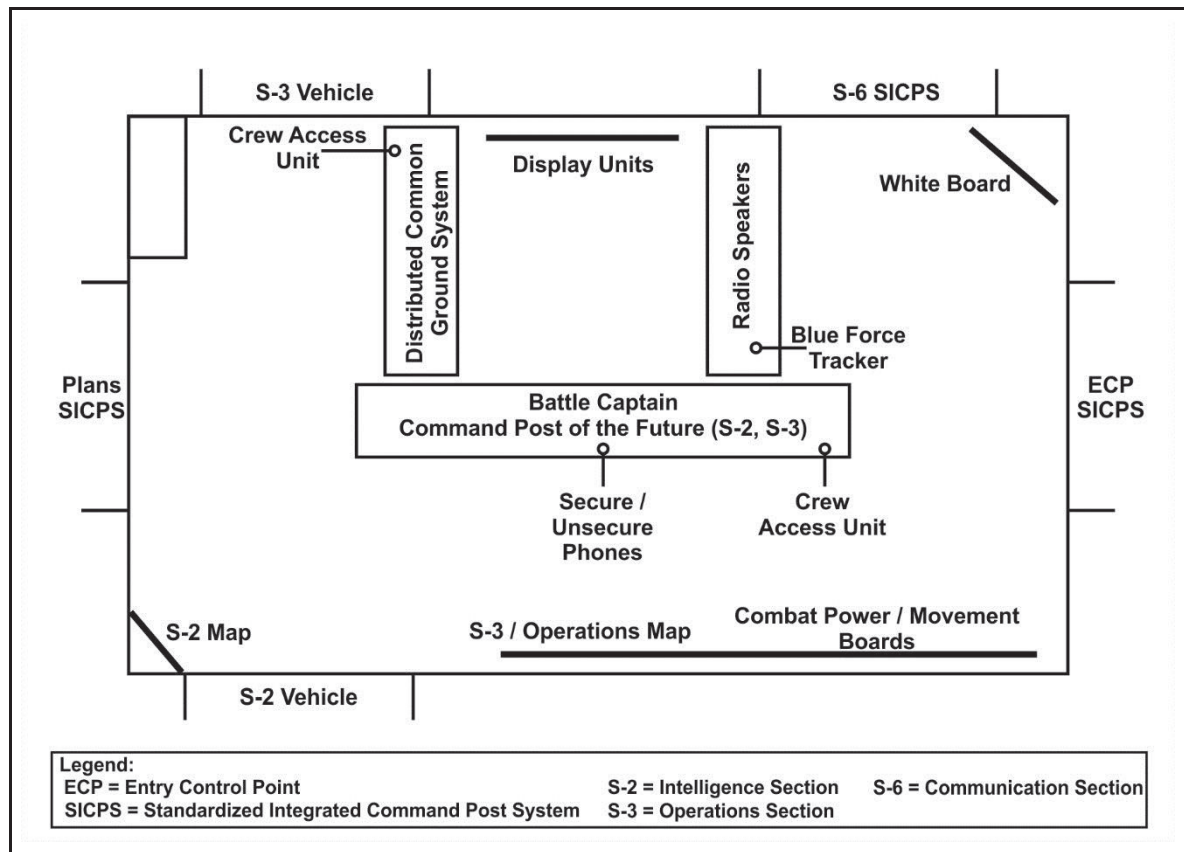 S-3 Vehicle
S-6 SICPS
Crew Access
Unit
Distributed Common
Ground System
Display Units
Radio Speakers
White Board
Blue Force
Tracker
Plans
SICPS
ECP
SICPS
Battle Captain
Command Post of the Future (S-2, S-3)
Secure /
Unsecure
Phones
Crew
Access Unit
S-2 Map
S-3 / Operations Map
Combat Power / Movement
Boards
S-2 Vehicle
Legend:
ECP = Entry Control Point
SICPS = Standardized Integrated Command Post System
S-2 = Intelligence Section
S-3 = Operations Section
S-6 = Communication Section